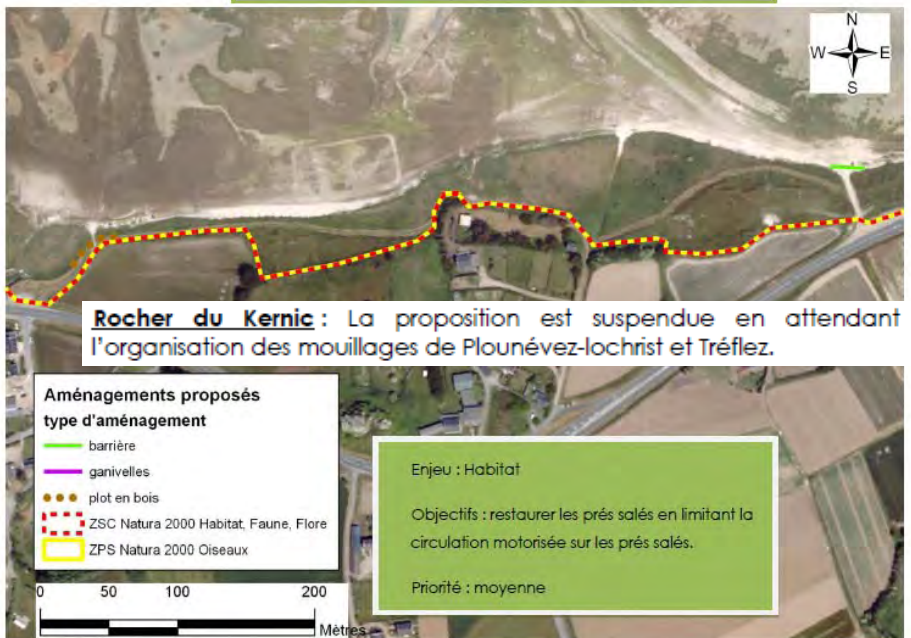 N
W E
S
Rocher du Kernic : La proposition est suspendue en attendant
l'organisation des mouillages de Plounévez-lochrist et Tréflez.
Aménagements proposés
type d'aménagement
barrière
ganivelles
plot en bois
ZSC Natura 2000 Habitat, Faune, Flore
ZPS Natura 2000 Oiseaux
0 50 100 200
Mètres
Enjeu : Habitat
Objectifs : restaurer les prés salés en limitant la
circulation motorisée sur les prés salés.
Priorité : moyenne